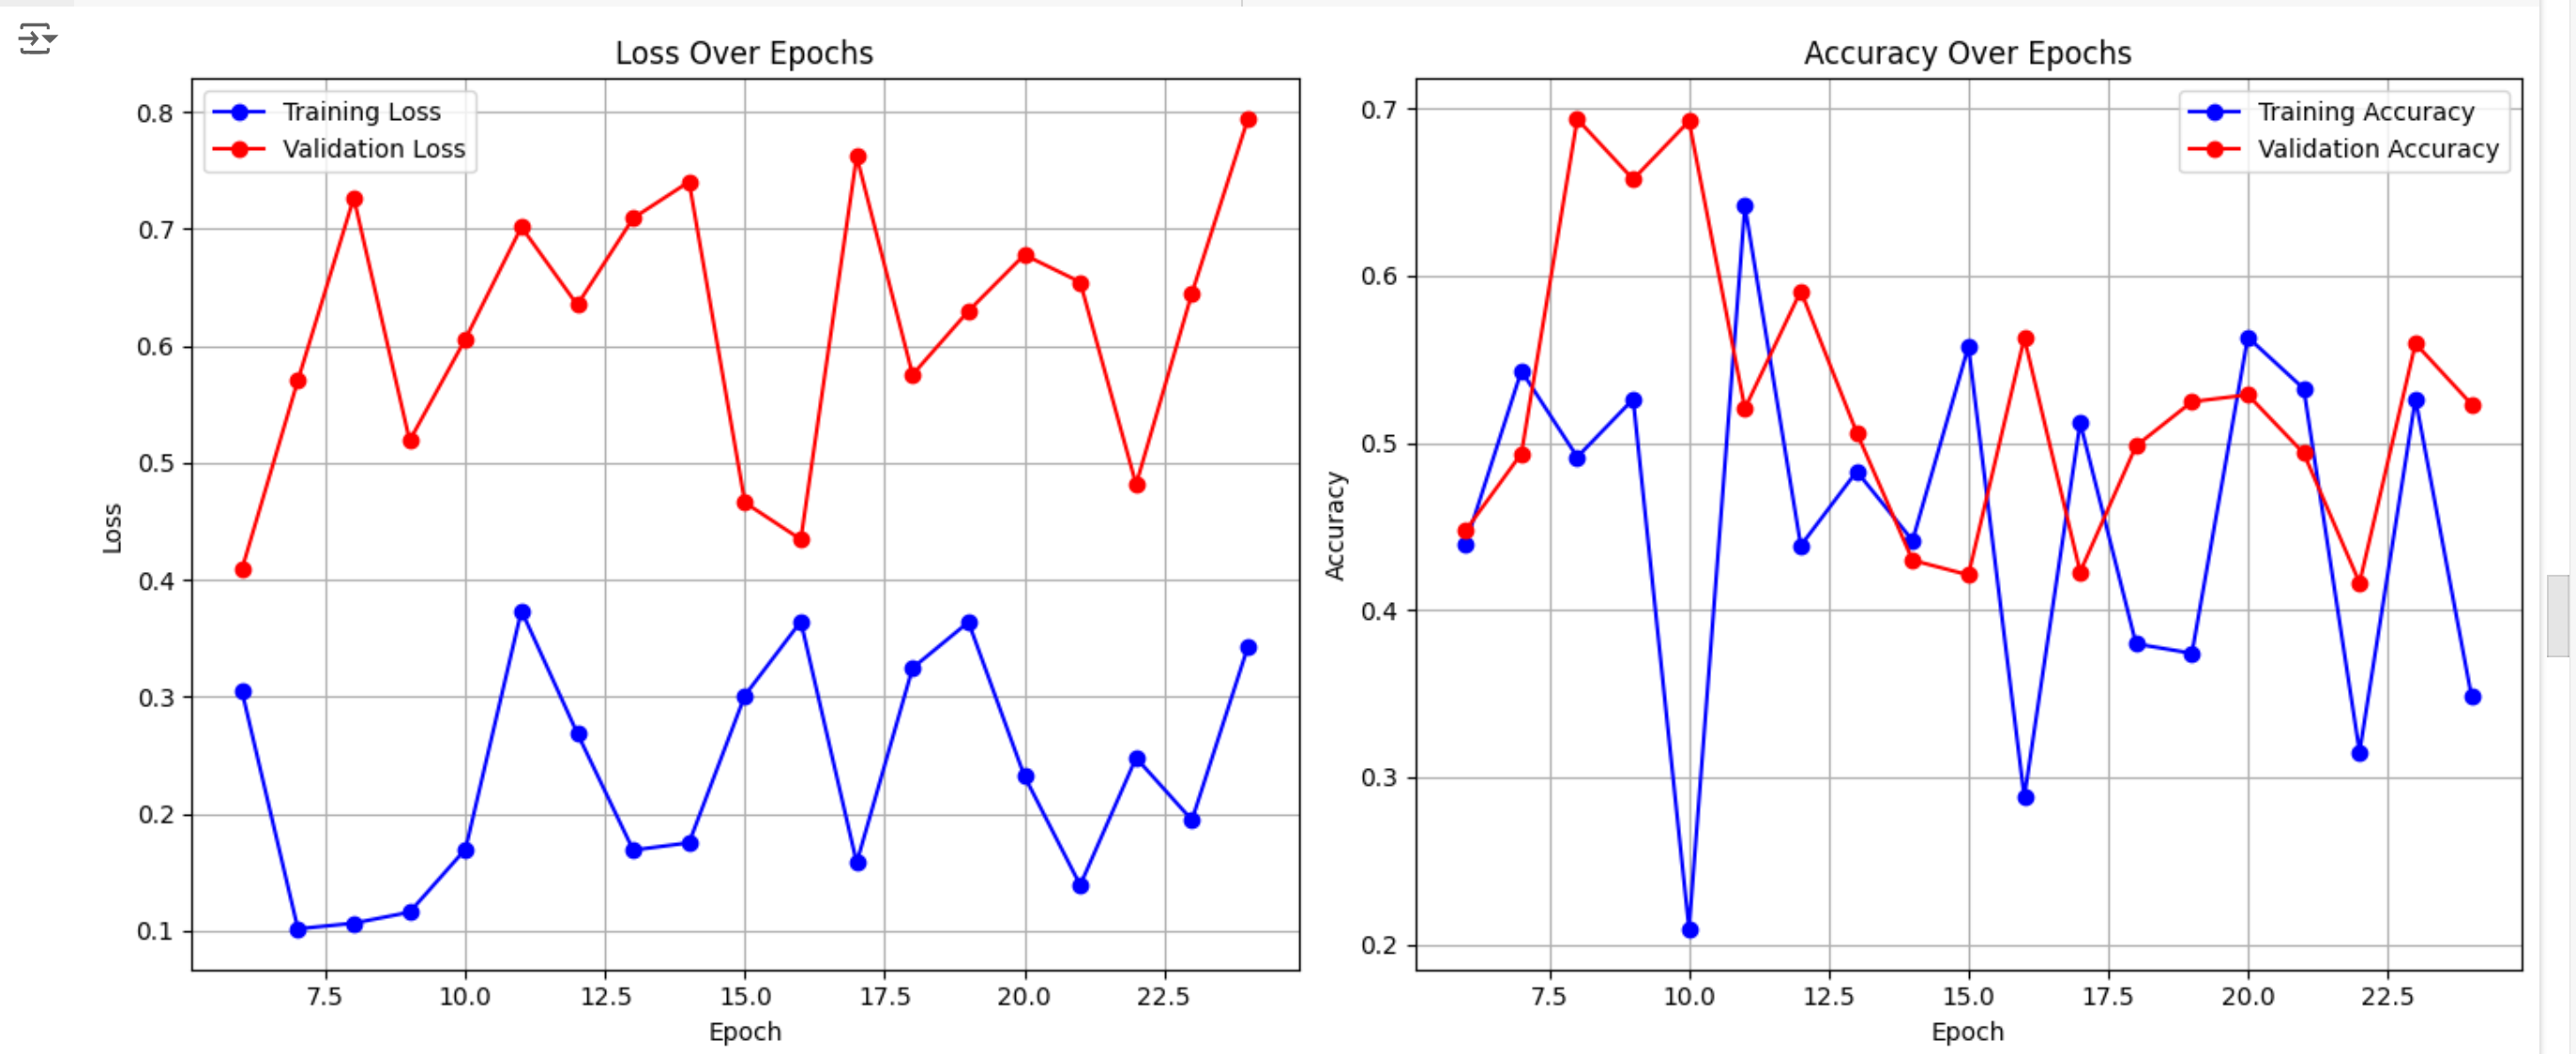 Loss Over Epochs
Training Loss
Validation Loss
0.8
0.7
0.6
0.5
0.4
0.3
0.2
0.1
Loss
7.5 10.0 12.5 15.0 17.5 20.0 22.5
Epoch
Accuracy Over Epochs
Training Accuracy
Validation Accuracy
0.7
0.6
0.5
0.4
0.3
0.2
Accuracy
7.5 10.0 12.5 15.0 17.5 20.0 22.5
Epoch